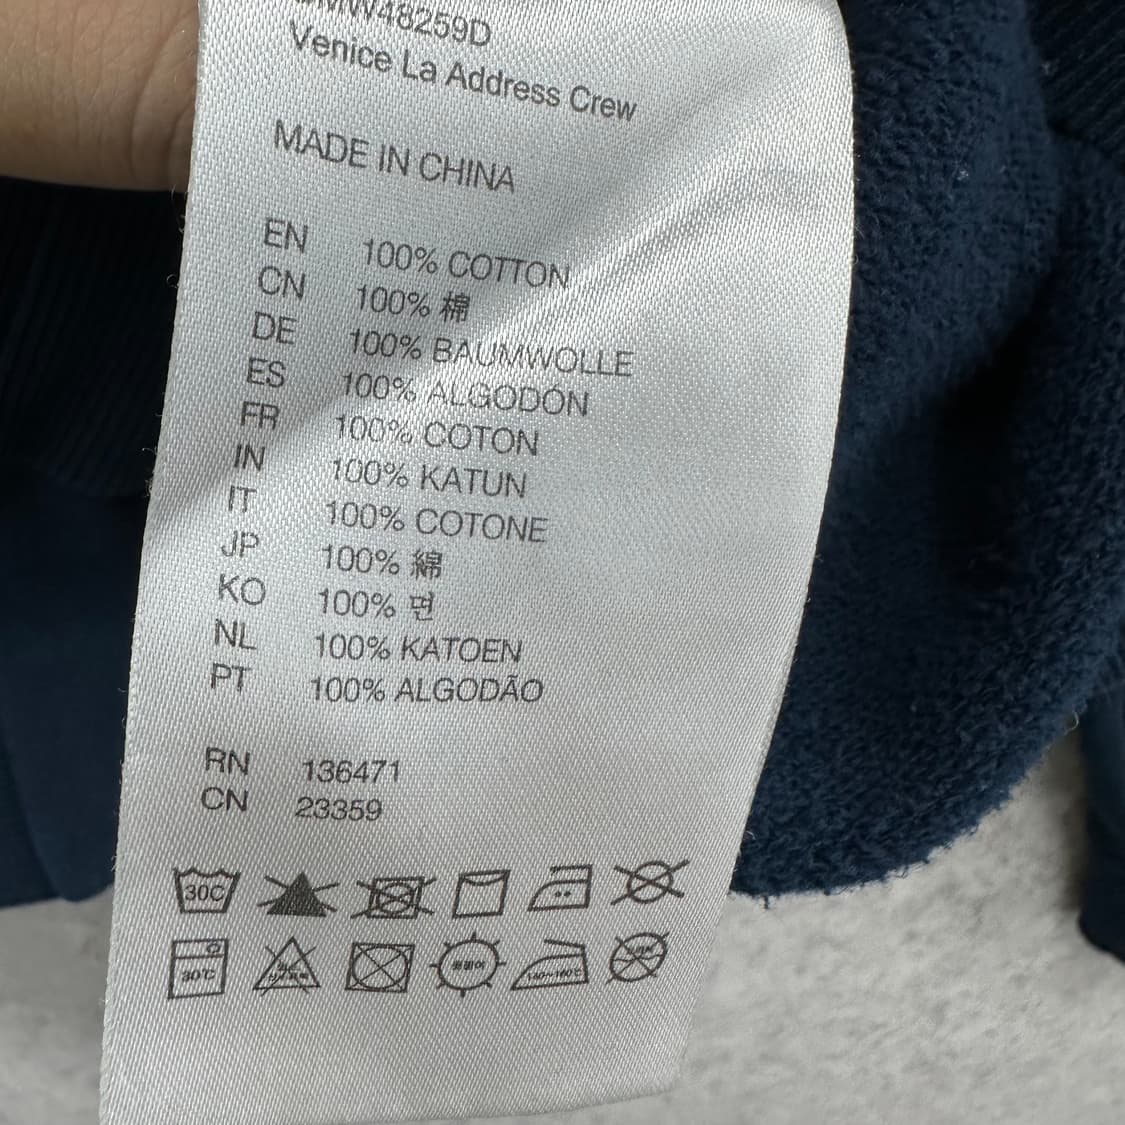 MW48259D
Venice La Address Crew
MADE IN CHINA
EN 100% COTTON
CN 100% 棉
DE 100% BAUMWOLLE
ES 100% ALGODÓN
FR 100% COTON
IN 100% KATUN
IT 100% COTONE
JP 100% 綿
KO 100% 면
NL 100% KATOEN
PT 100% ALGODÃO
RN 136471
CN 23359
30C
30℃